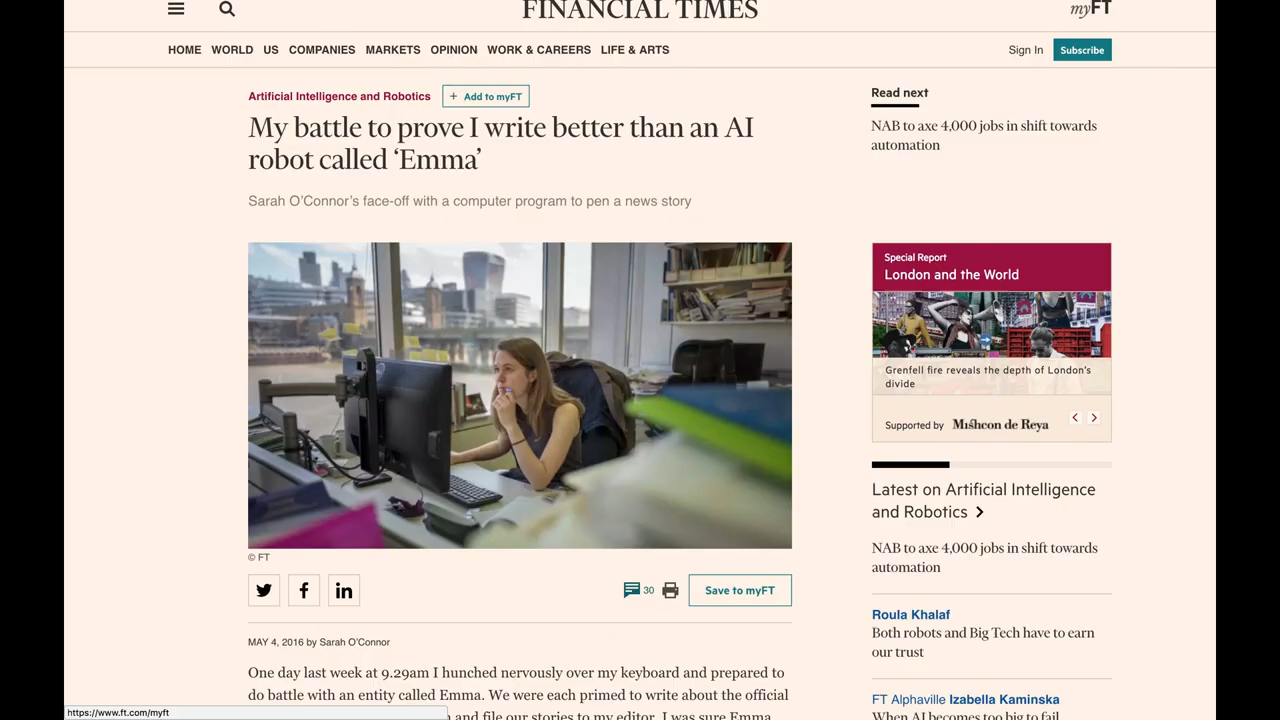 FINANCIAL TIMES
myFT
HOME WORLD US COMPANIES MARKETS OPINION WORK & CAREERS LIFE & ARTS
Sign In Subscribe
Artificial Intelligence and Robotics + Add to myFT
My battle to prove I write better than an AI
robot called ‘Emma’
Sarah O’Connor’s face-off with a computer program to pen a news story
© FT
30
Save to myFT
MAY 4, 2016 by Sarah O’Connor
One day last week at 9.29am I hunched nervously over my keyboard and prepared to
do battle with an entity called Emma. We were each primed to write about the official
and file our stories to my editor. I was sure Emma
https://www.ft.com/myft
Read next
NAB to axe 4,000 jobs in shift towards
automation
Special Report
London and the World
Grenfell fire reveals the depth of London's
divide
Supported by Mishcon de Reya
Latest on Artificial Intelligence
and Robotics >
NAB to axe 4,000 jobs in shift towards
automation
Roula Khalaf
Both robots and Big Tech have to earn
our trust
FT Alphaville Izabella Kaminska
When AI becomes too big to fail